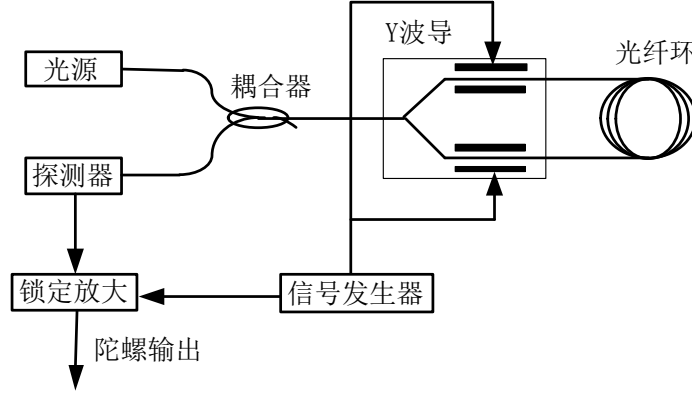 Y波导
光纤环
光源
耦合器
探测器
锁定放大
信号发生器
陀螺输出